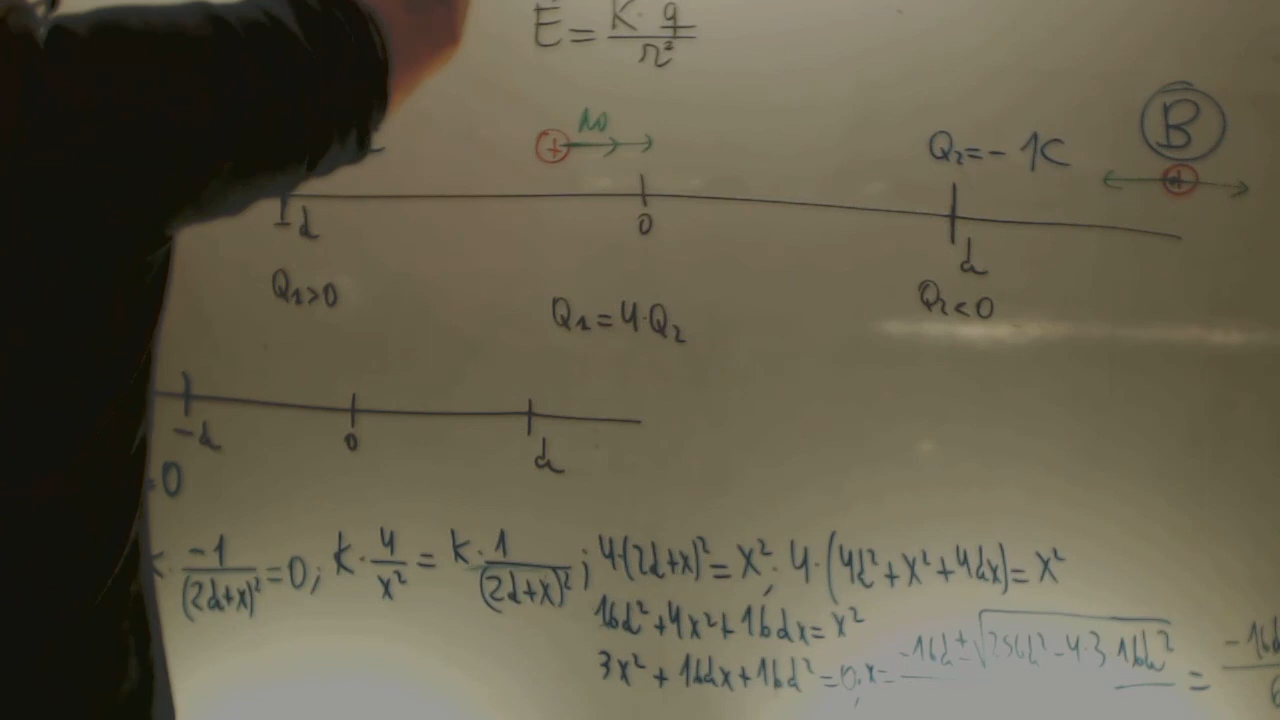 E = K·q/r²
10
Q₂ = - 1C
B
+
+
-d
0
d
Q₁>0
Q₁ = 4·Q₂
Q₂<0
-d
0
d
=0
K·-1/(2d+x)² = 0; K·4/x² = K·1/(2d+x)²; 4·(2d+x)² = x²; 4·(4d²+x²+4dx) = x²
16d²+4x²+16dx = x²
3x²+16dx+16d² = 0; x = -16d±√256d²-4·3·16d² = -16d